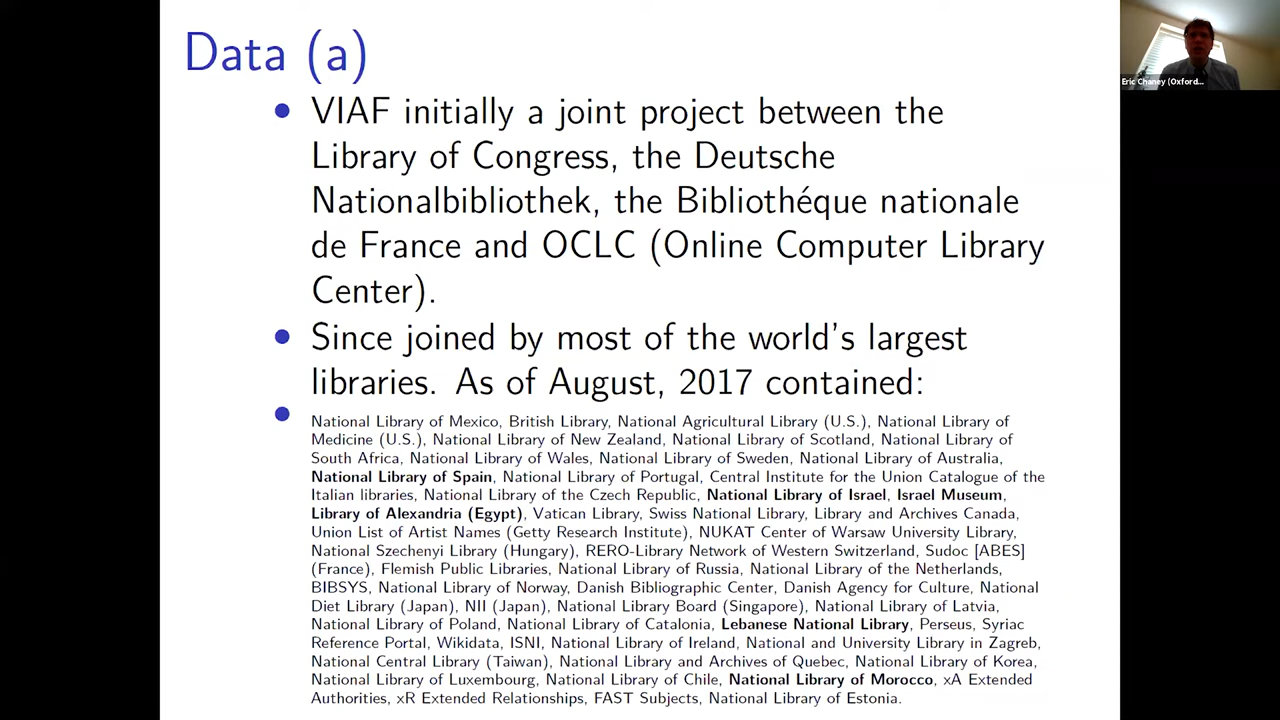 Data (a)
VIAF initially a joint project between the
Library of Congress, the Deutsche
Nationalbibliothek, the Bibliothéque nationale
de France and OCLC (Online Computer Library
Center).
Since joined by most of the world's largest
libraries. As of August, 2017 contained:
National Library of Mexico, British Library, National Agricultural Library (U.S.), National Library of
Medicine (U.S.), National Library of New Zealand, National Library of Scotland, National Library of
South Africa, National Library of Wales, National Library of Sweden, National Library of Australia,
National Library of Spain, National Library of Portugal, Central Institute for the Union Catalogue of the
Italian libraries, National Library of the Czech Republic, National Library of Israel, Israel Museum,
Library of Alexandria (Egypt), Vatican Library, Swiss National Library, Library and Archives Canada,
Union List of Artist Names (Getty Research Institute), NUKAT Center of Warsaw University Library,
National Szechenyi Library (Hungary), RERO-Library Network of Western Switzerland, Sudoc [ABES]
(France), Flemish Public Libraries, National Library of Russia, National Library of the Netherlands,
BIBSYS, National Library of Norway, Danish Bibliographic Center, Danish Agency for Culture, National
Diet Library (Japan), NII (Japan), National Library Board (Singapore), National Library of Latvia,
National Library of Poland, National Library of Catalonia, Lebanese National Library, Perseus, Syriac
Reference Portal, Wikidata, ISNI, National Library of Ireland, National and University Library in Zagreb,
National Central Library (Taiwan), National Library and Archives of Quebec, National Library of Korea,
National Library of Luxembourg, National Library of Chile, National Library of Morocco, xA Extended
Authorities, xR Extended Relationships, FAST Subjects, National Library of Estonia.
Eric Chaney (Oxford...